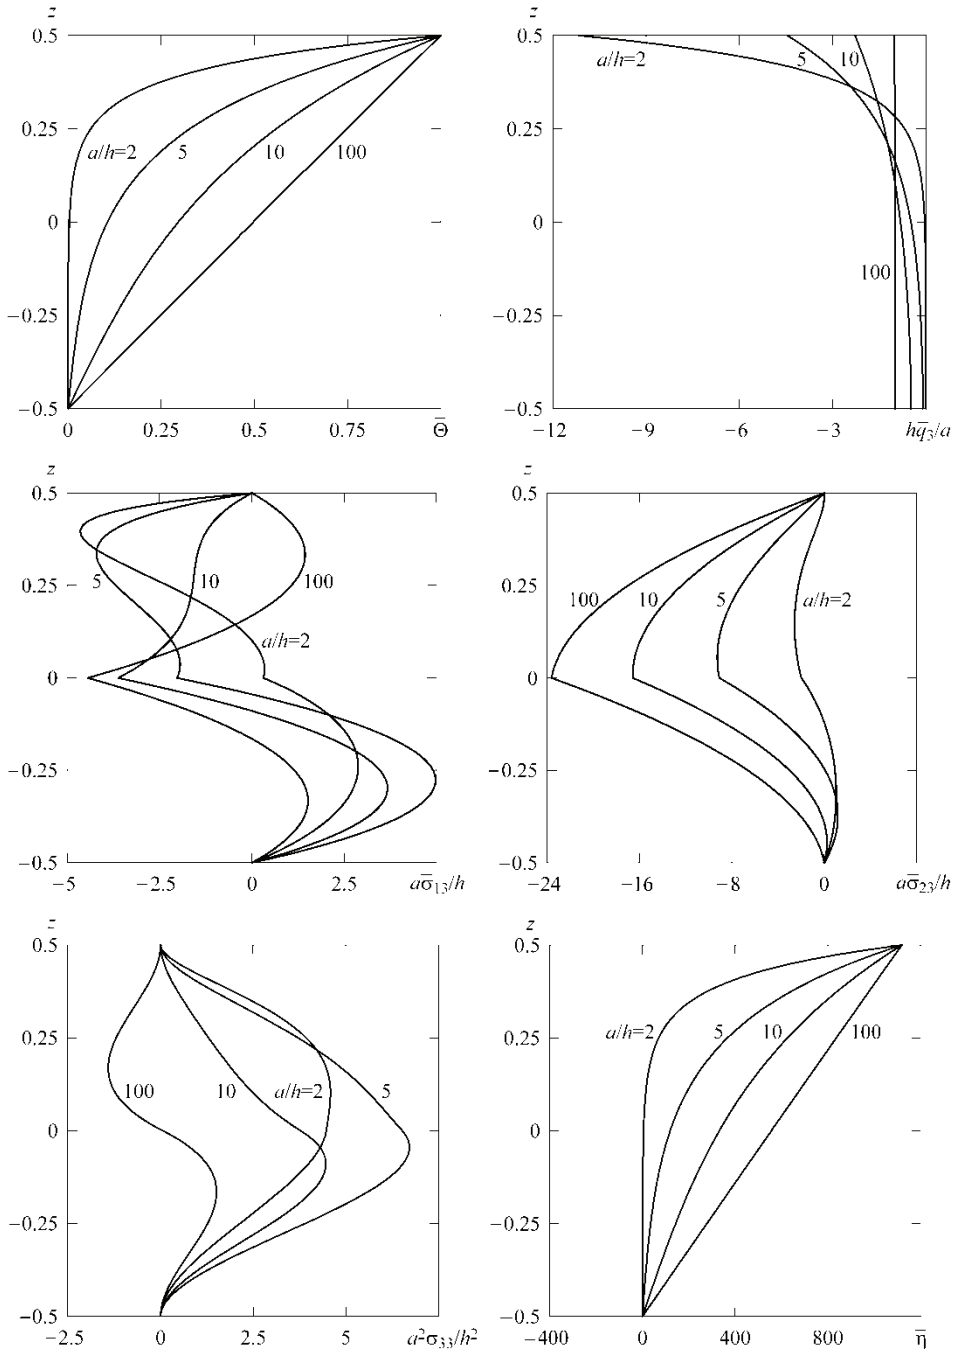 z z
0.5 0.5
a/h=2 5 10
0.25 0.25
a/h=2 5 10 100
0 0
100
−0.25 −0.25
−0.5 −0.5
0 0.25 0.5 0.75 Θ̅ −12 −9 −6 −3 hq̅₃/a
z z
0.5 0.5
5 10 100 a/h=2
0.25 0.25 100 10 5
a/h=2
0 0
−0.25 −0.25
−0.5 −0.5
−5 −2.5 0 2.5 aσ̅₁₃/h −24 −16 −8 0 aσ̅₂₃/h
z z
0.5 0.5
0.25 0.25 a/h=2 5 10 100
100 10 a/h=2 5
0 0
−0.25 −0.25
−0.5 −0.5
−2.5 0 2.5 5 a²σ̅₃₃/h² −400 0 400 800 η̅